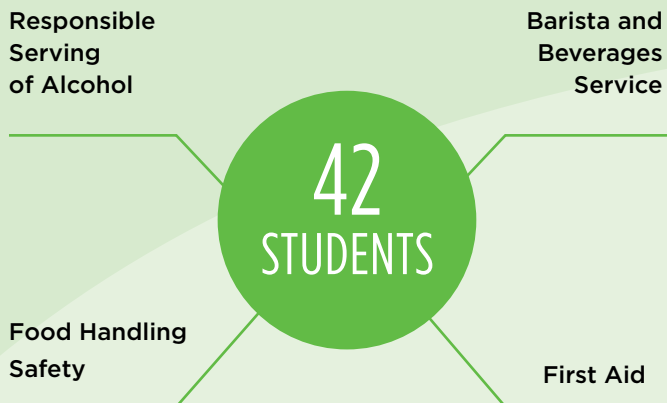 Responsible
Serving
of Alcohol
Barista and
Beverages
Service
42
STUDENTS
Food Handling
Safety
First Aid